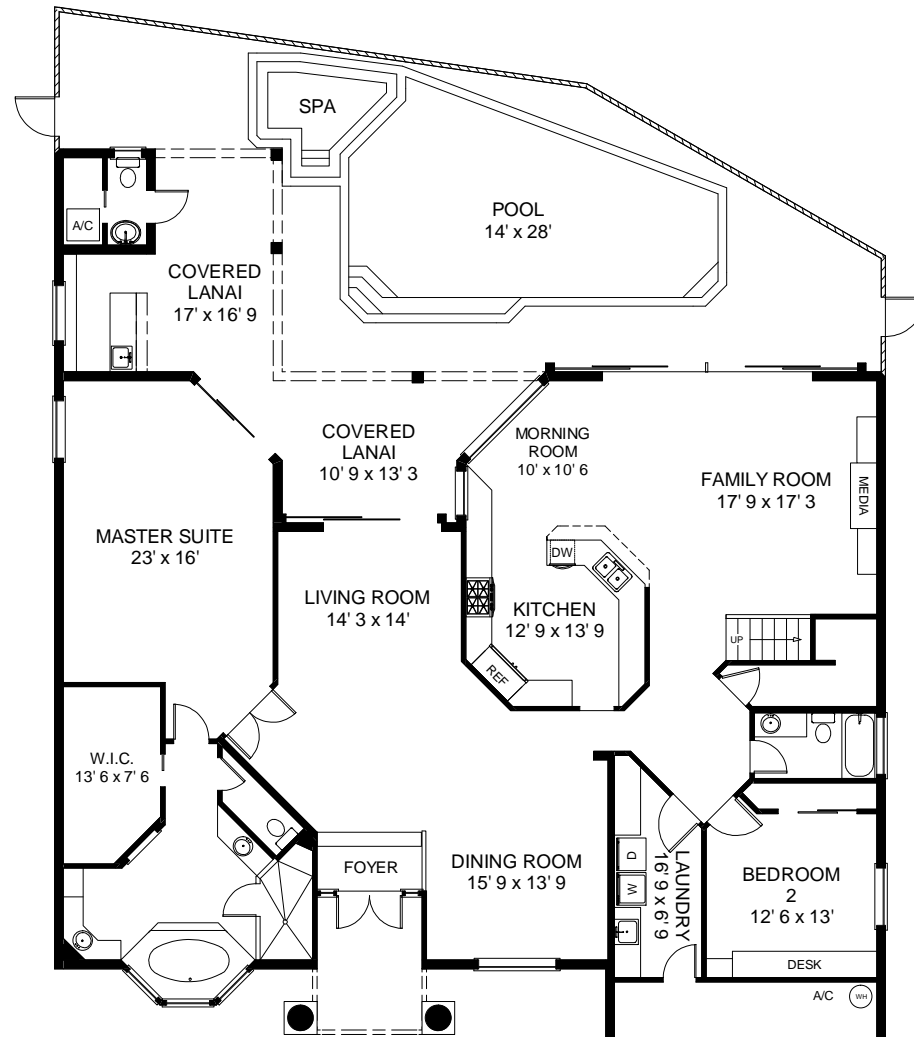 SPA
POOL
14' x 28'
A/C
COVERED
LANAI
17' x 16' 9
COVERED
LANAI
10' 9 x 13' 3
MORNING
ROOM
10' x 10' 6
FAMILY ROOM
17' 9 x 17' 3
MEDIA
MASTER SUITE
23' x 16'
DW
LIVING ROOM
14' 3 x 14'
KITCHEN
12' 9 x 13' 9
UP
REF
W.I.C.
13' 6 x 7' 6
FOYER
DINING ROOM
15' 9 x 13' 9
D
W
LAUNDRY
16' 9 x 6' 9
BEDROOM
2
12' 6 x 13'
DESK
A/C
WH